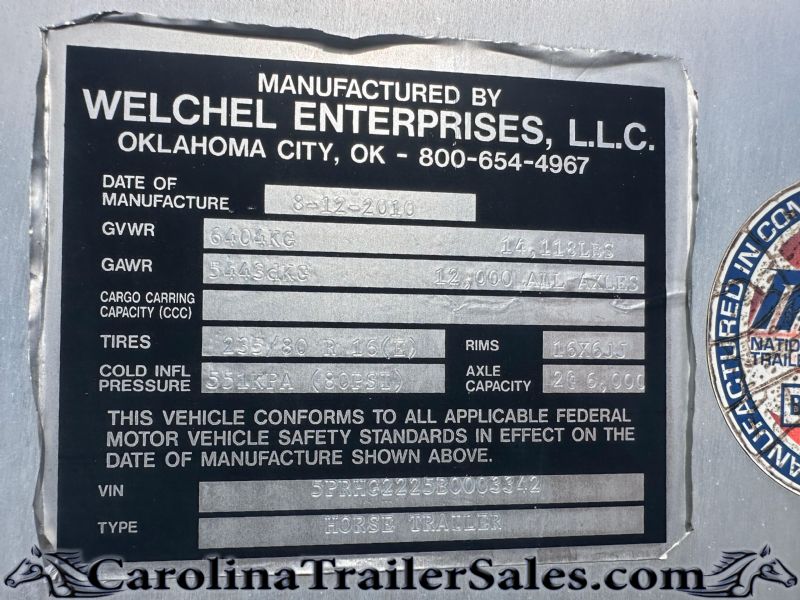 MANUFACTURED BY
WELCHEL ENTERPRISES, L.L.C.
OKLAHOMA CITY, OK - 800-654-4967
DATE OF MANUFACTURE 8-12-2010
GVWR 6404KG 14,118LBS
GAWR 5443dKG 12,000 ALL AXLES
CARGO CARRING CAPACITY (CCC)
TIRES 235/80 R 16(E) RIMS 16X6JJ
COLD INFL PRESSURE 551KPA (80PSI) AXLE CAPACITY 2@ 6,000
THIS VEHICLE CONFORMS TO ALL APPLICABLE FEDERAL
MOTOR VEHICLE SAFETY STANDARDS IN EFFECT ON THE
DATE OF MANUFACTURE SHOWN ABOVE.
VIN 5PRHG2225B0003342
TYPE HORSE TRAILER
MANUFACTURED IN
CarolinaTrailerSales.com